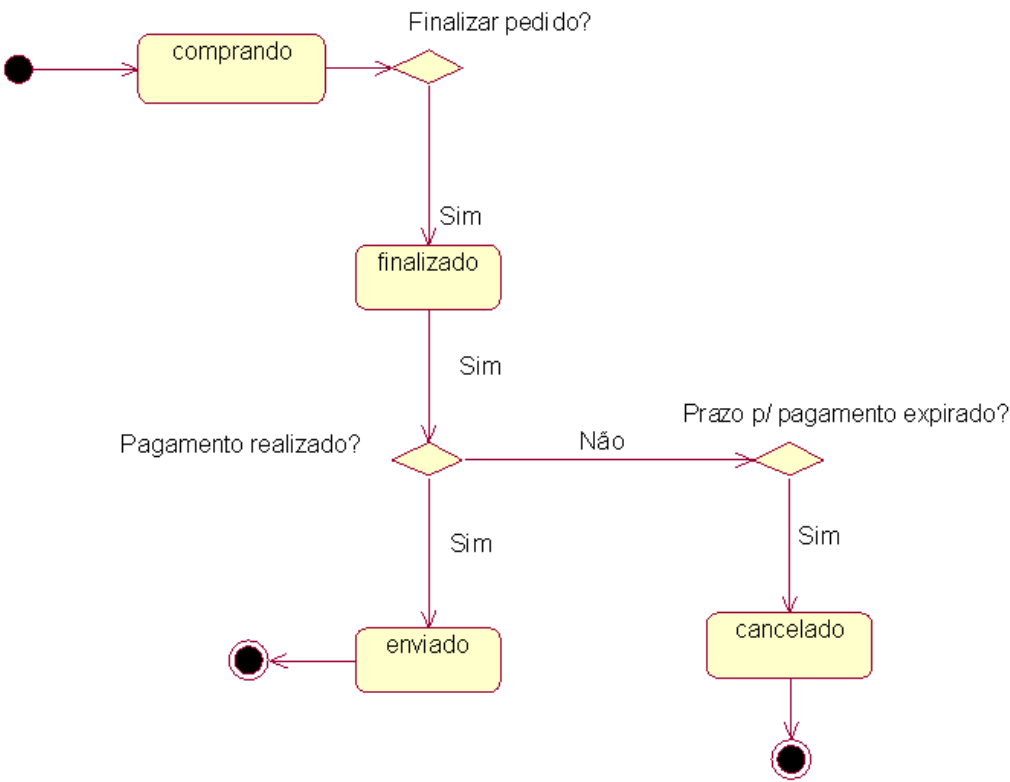 Finalizar pedido?
comprando
Sim
finalizado
Sim
Prazo p/ pagamento expirado?
Pagamento realizado?
Não
Sim
Sim
enviado
cancelado